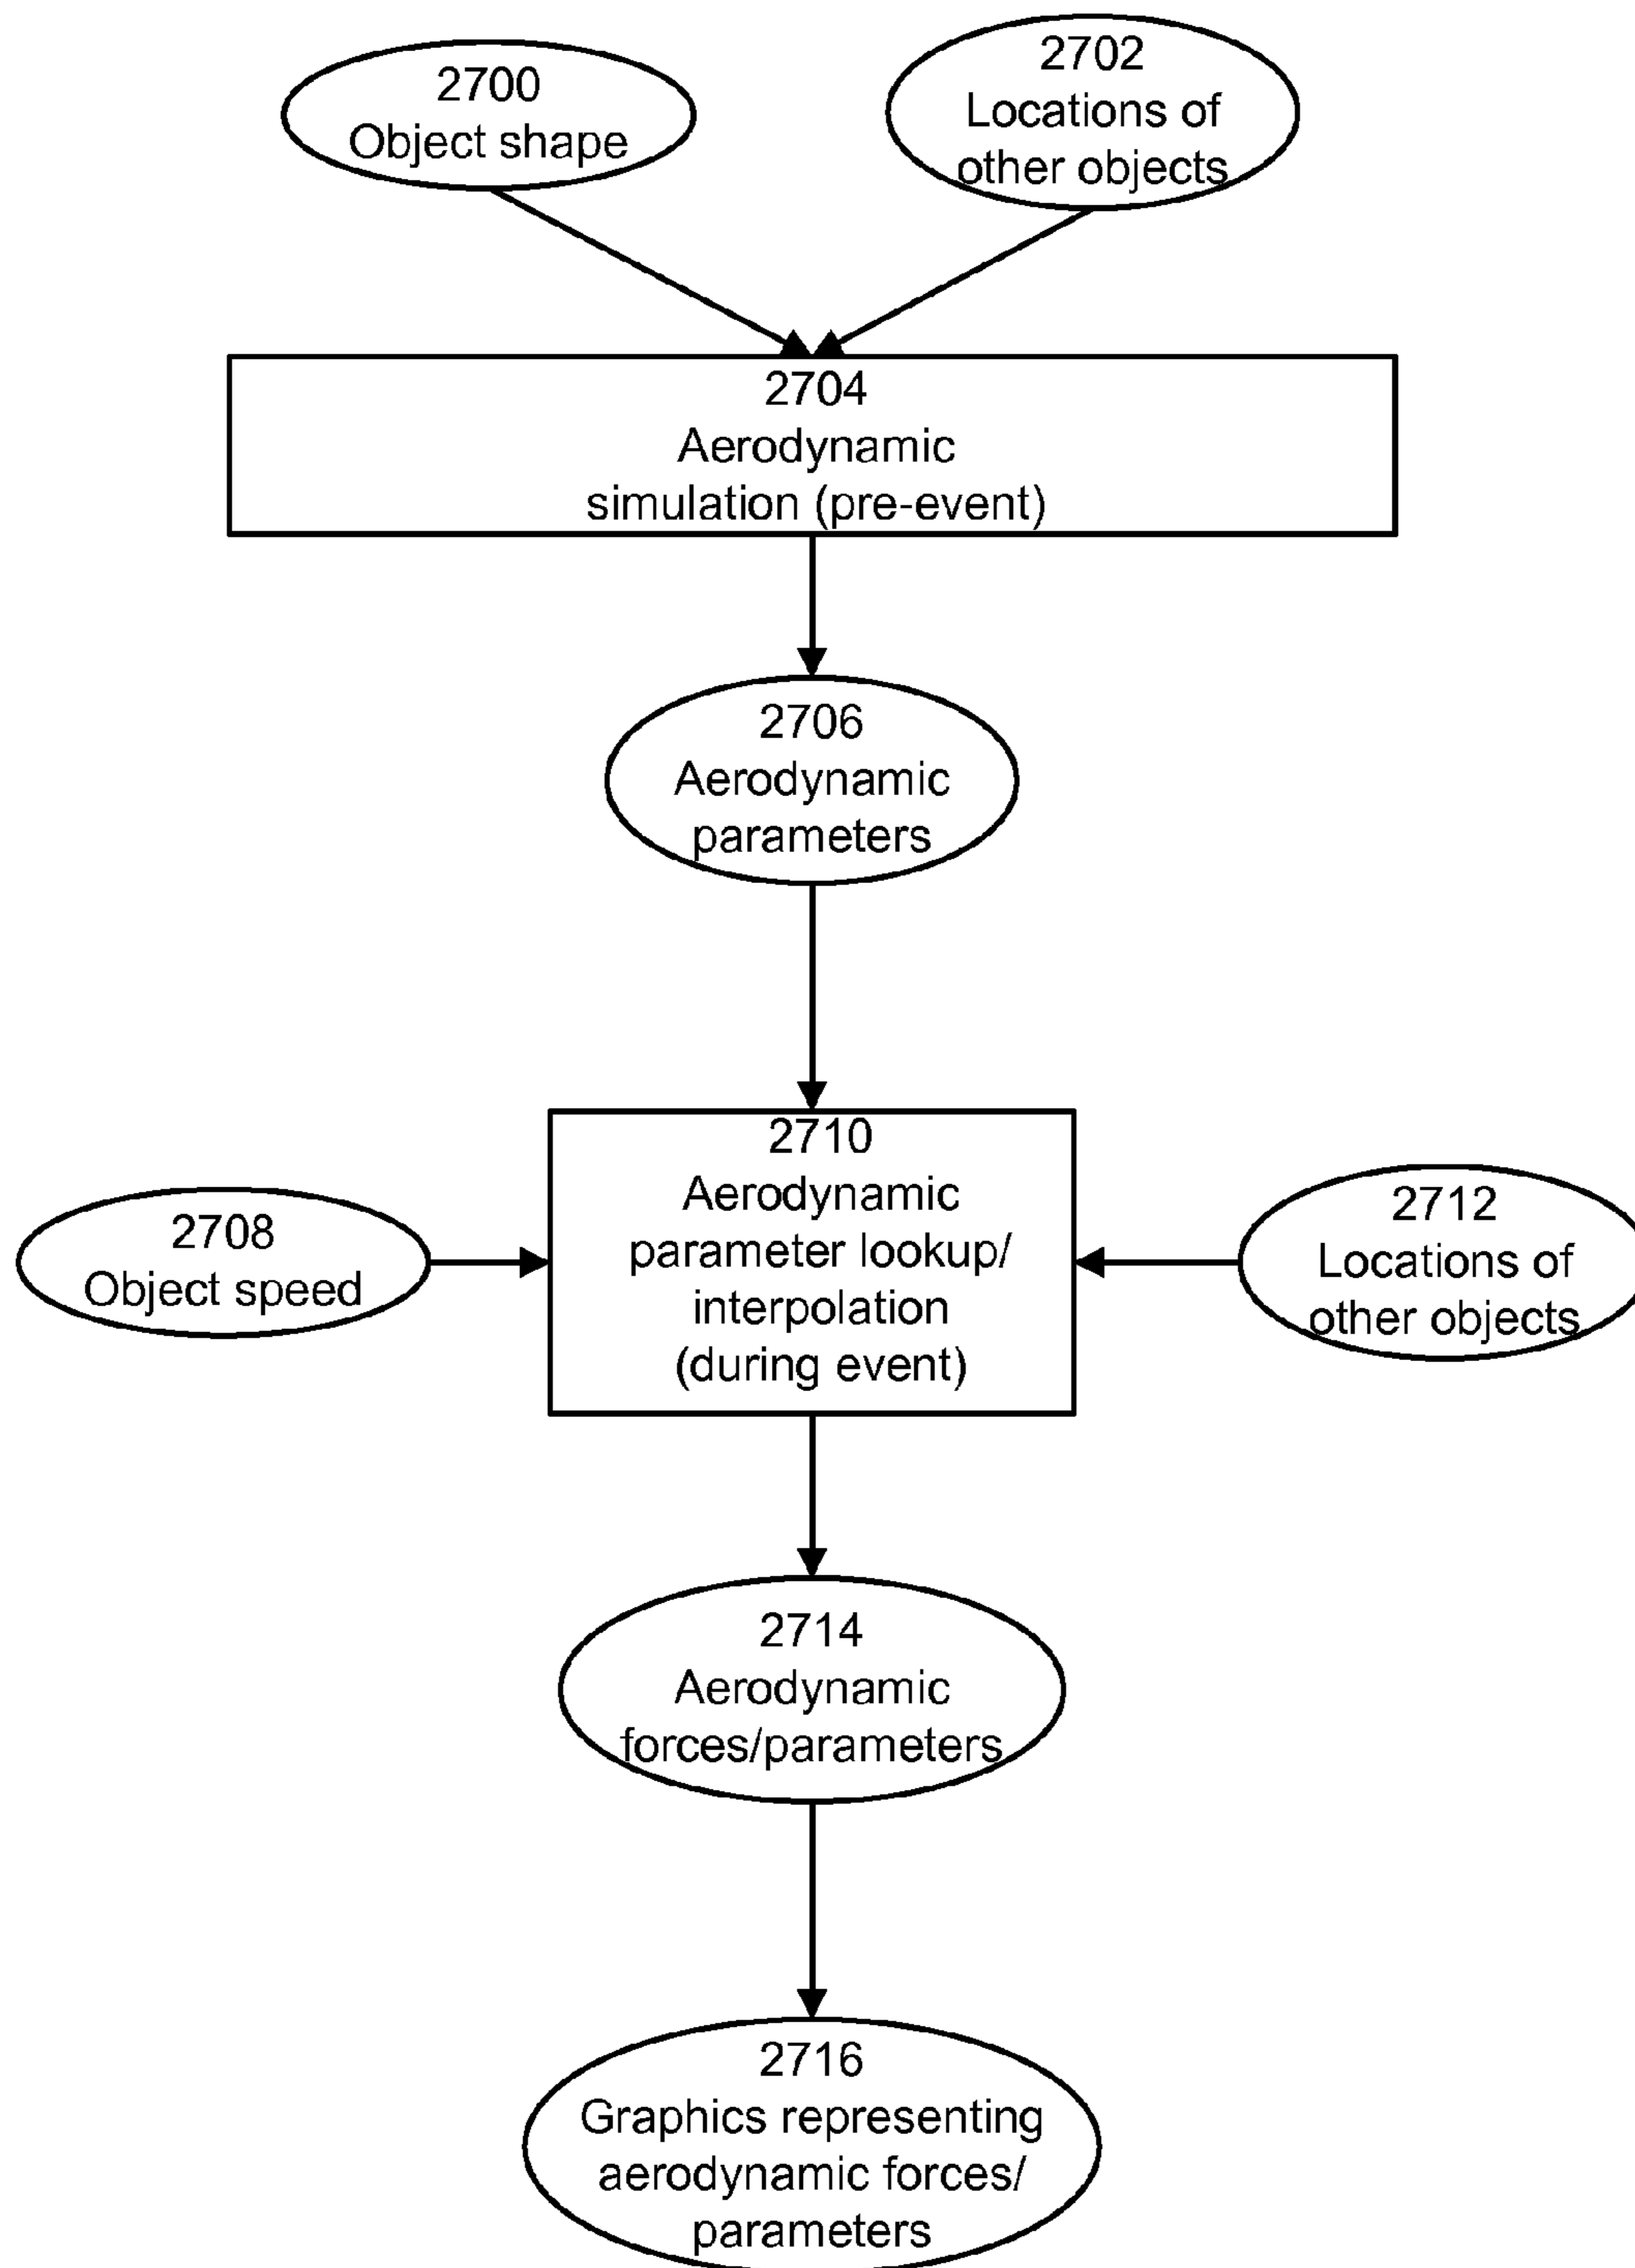 2700
Object shape
2702
Locations of
other objects
2704
Aerodynamic
simulation (pre-event)
2706
Aerodynamic
parameters
2708
Object speed
2710
Aerodynamic
parameter lookup/
interpolation
(during event)
2712
Locations of
other objects
2714
Aerodynamic
forces/parameters
2716
Graphics representing
aerodynamic forces/
parameters